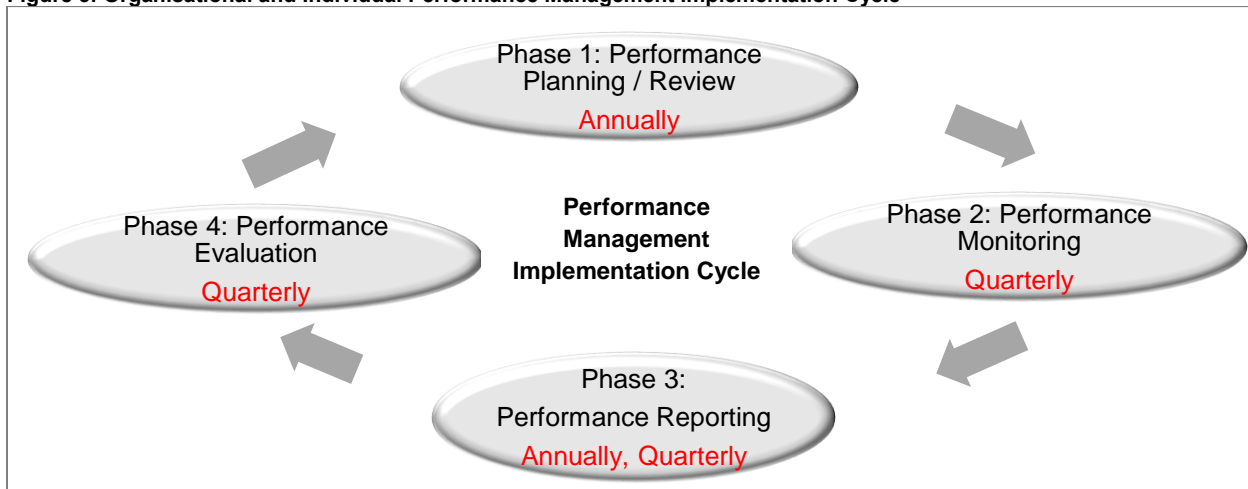 Phase 1: Performance
Planning / Review
Annually
Phase 4: Performance
Evaluation
Quarterly
Performance
Management
Implementation Cycle
Phase 2: Performance
Monitoring
Quarterly
Phase 3:
Performance Reporting
Annually, Quarterly